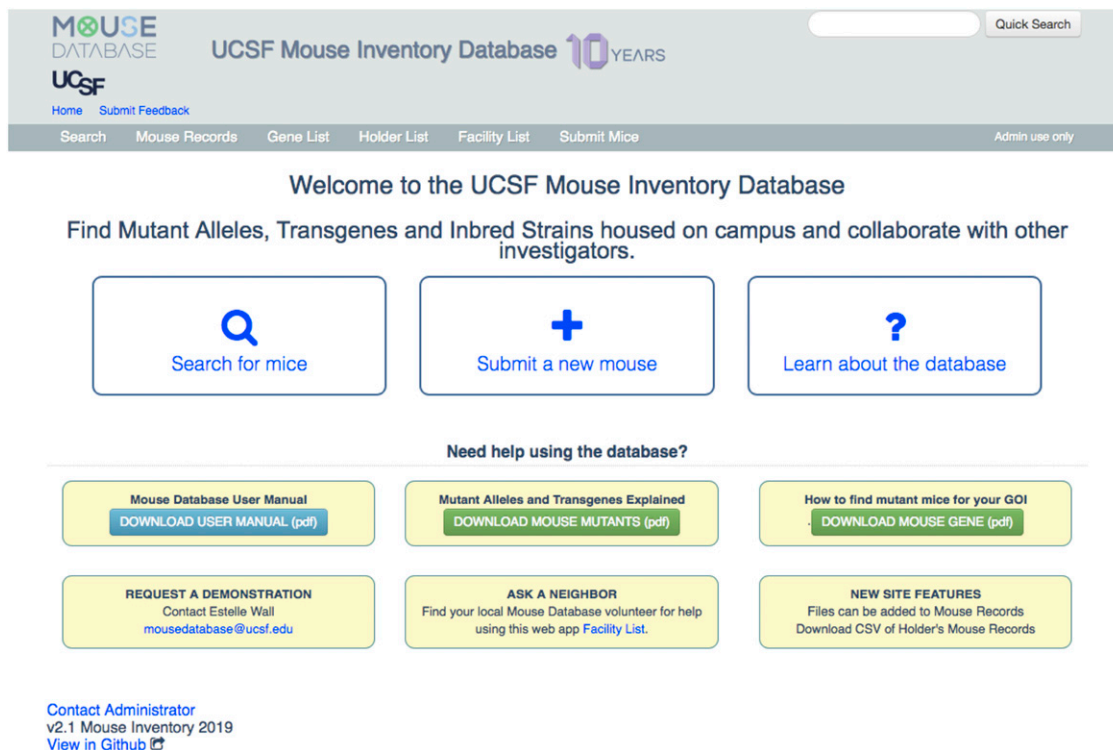 MOUSE
DATABASE
UCSF
UCSF Mouse Inventory Database 10 YEARS
Quick Search
Home Submit Feedback
Search Mouse Records Gene List Holder List Facility List Submit Mice Admin use only
Welcome to the UCSF Mouse Inventory Database
Find Mutant Alleles, Transgenes and Inbred Strains housed on campus and collaborate with other
investigators.
Search for mice
Submit a new mouse
? 
Learn about the database
Need help using the database?
Mouse Database User Manual
DOWNLOAD USER MANUAL (pdf)
Mutant Alleles and Transgenes Explained
DOWNLOAD MOUSE MUTANTS (pdf)
How to find mutant mice for your GOI
. DOWNLOAD MOUSE GENE (pdf)
REQUEST A DEMONSTRATION
Contact Estelle
Wall
mousedatabase@ucsf.edu
ASK A NEIGHBOR
Find your local Mouse Database volunteer for help
using this web app Facility List.
NEW SITE FEATURES
Files can be added to Mouse Records
Download CSV of Holder's Mouse Records
Contact Administrator
v2.1 Mouse Inventory 2019
View in Github